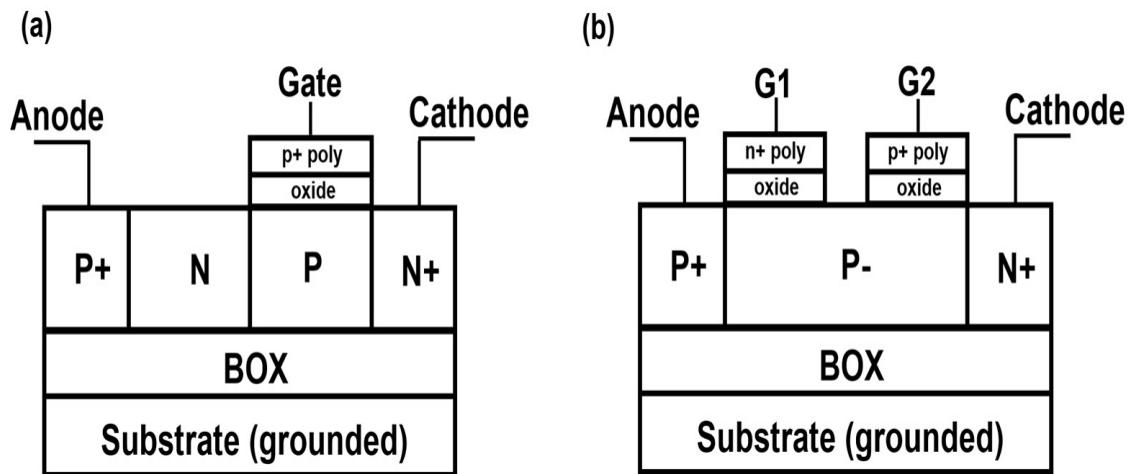 (a)
Gate
Anode
Cathode
p+ poly
oxide
P+ N P N+
BOX
Substrate (grounded)
(b)
G1 G2
Anode
Cathode
n+ poly p+ poly
oxide oxide
P+ P- N+
BOX
Substrate (grounded)